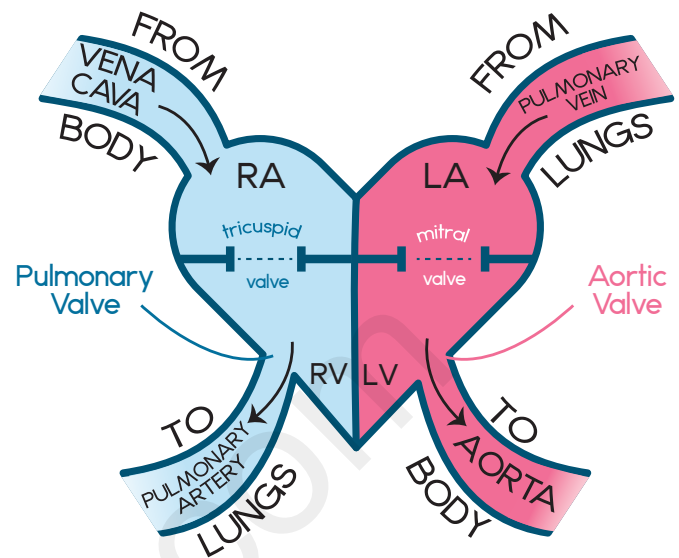 FROM
VENA
CAVA
BODY
FROM
PULMONARY
VEIN
LUNGS
RA
LA
tricuspid
valve
mitral
valve
Pulmonary
Valve
Aortic
Valve
RV
LV
TO
PULMONARY
ARTERY
LUNGS
TO
AORTA
BODY
com